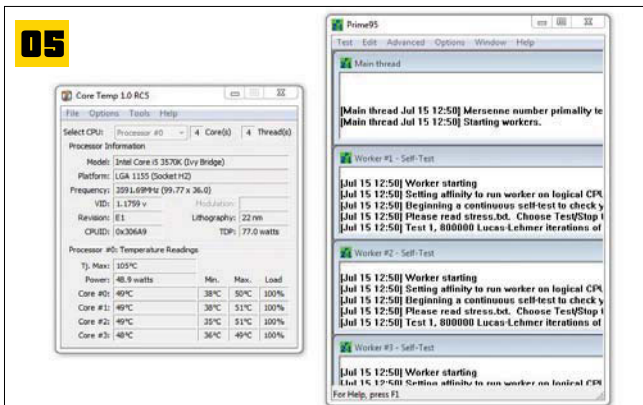 05
Core Temp 1.0 RC5
File Options Tools Help
Select CPU: Processor #0 4 Core(s) 4 Thread(s)
Processor Information
Model: Intel Core i5 3570K (Ivy Bridge)
Platform: LGA 1155 (Socket H2)
Frequency: 3591.69MHz (99.77 x 36.0)
VID: 1.1759 v Modulation:
Revision: E1 Lithography: 22 nm
CPUID: 0x306A9 TDP: 77.0 watts
Processor #0: Temperature Readings
Tj. Max: 105°C
Power: 48.9 watts Min. Max. Load
Core #0: 49°C 38°C 50°C 100%
Core #1: 49°C 38°C 51°C 100%
Core #2: 49°C 35°C 51°C 100%
Core #3: 48°C 36°C 49°C 100%
Prime95
Test Edit Advanced Options Window Help
Main thread
[Main thread Jul 15 12:50] Mersenne number primality te
[Main thread Jul 15 12:50] Starting workers.
Worker #1 - Self-Test
[Jul 15 12:50] Worker starting
[Jul 15 12:50] Setting affinity to run worker on logical CPU
[Jul 15 12:50] Beginning a continuous self-test to check y
[Jul 15 12:50] Please read stress.txt. Choose Test/Stop t
[Jul 15 12:50] Test 1, 800000 Lucas-Lehmer iterations of
Worker #2 - Self-Test
[Jul 15 12:50] Worker starting
[Jul 15 12:50] Setting affinity to run worker on logical CPU
[Jul 15 12:50] Beginning a continuous self-test to check y
[Jul 15 12:50] Please read stress.txt. Choose Test/Stop t
[Jul 15 12:50] Test 1, 800000 Lucas-Lehmer iterations of
Worker #3 - Self-Test
[Jul 15 12:50] Worker starting
[Jul 15 12:50] Setting affinity to run worker on logical CPU
For Help, press F1